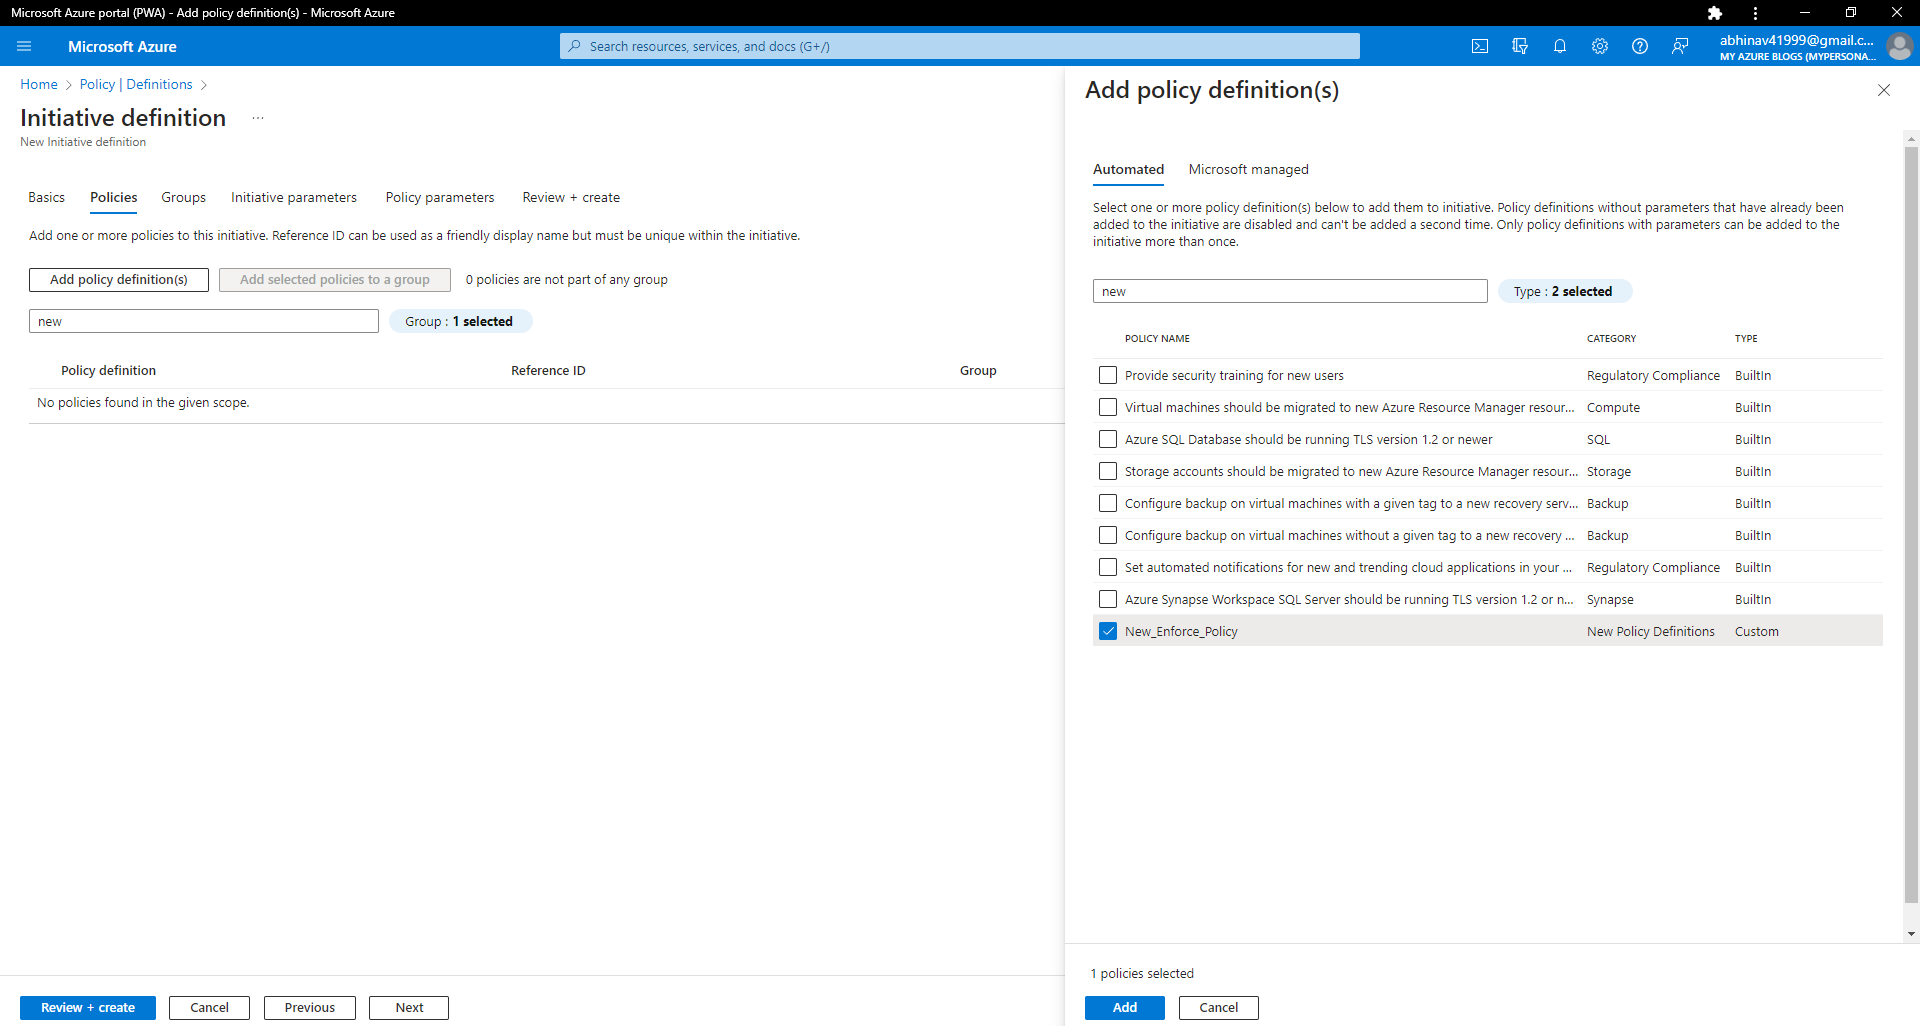 Microsoft Azure portal (PWA) - Add policy definition(s) - Microsoft Azure
Microsoft Azure
Search resources, services, and docs (G+/)
abhinav41999@gmail.c...
MY AZURE BLOGS (MYPERSONA...
Home > Policy | Definitions >
Initiative definition ...
New Initiative definition
Basics Policies Groups Initiative parameters Policy parameters Review + create
Add one or more policies to this initiative. Reference ID can be used as a friendly display name but must be unique within the initiative.
Add policy definition(s) Add selected policies to a group 0 policies are not part of any group
new Group : 1 selected
Policy definition Reference ID Group
No policies found in the given scope.
Review + create Cancel Previous Next
Add policy definition(s)
Automated Microsoft managed
Select one or more policy definition(s) below to add them to initiative. Policy definitions without parameters that have already been
added to the initiative are disabled and can't be added a second time. Only policy definitions with parameters can be added to the
initiative more than once.
new Type : 2 selected
POLICY NAME CATEGORY TYPE
Provide security training for new users Regulatory Compliance BuiltIn
Virtual machines should be migrated to new Azure Resource Manager resour... Compute BuiltIn
Azure SQL Database should be running TLS version 1.2 or newer SQL BuiltIn
Storage accounts should be migrated to new Azure Resource Manager resour... Storage BuiltIn
Configure backup on virtual machines with a given tag to a new recovery serv... Backup BuiltIn
Configure backup on virtual machines without a given tag to a new recovery ... Backup BuiltIn
Set automated notifications for new and trending cloud applications in your ... Regulatory Compliance BuiltIn
Azure Synapse Workspace SQL Server should be running TLS version 1.2 or n... Synapse BuiltIn
New_Enforce_Policy New Policy Definitions Custom
1 policies selected
Add Cancel